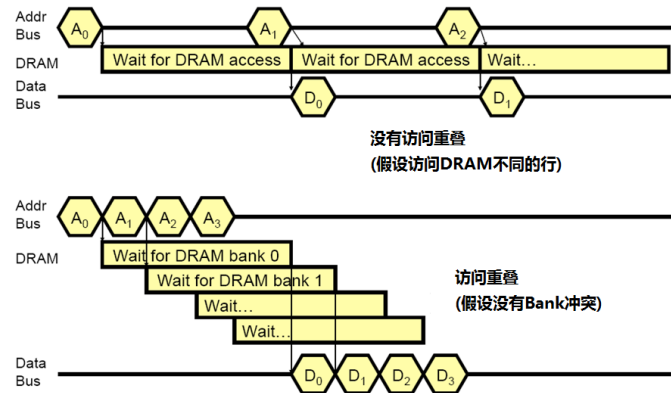 Addr
Bus
A0
A1
A2
DRAM
Wait for DRAM access
Wait for DRAM access
Wait…
Data
Bus
D0
D1
没有访问重叠
(假设访问DRAM不同的行)
Addr
Bus
A0
A1
A2
A3
DRAM
Wait for DRAM bank 0
Wait for DRAM bank 1
Wait…
Wait…
访问重叠
(假设没有Bank冲突)
Data
Bus
D0
D1
D2
D3